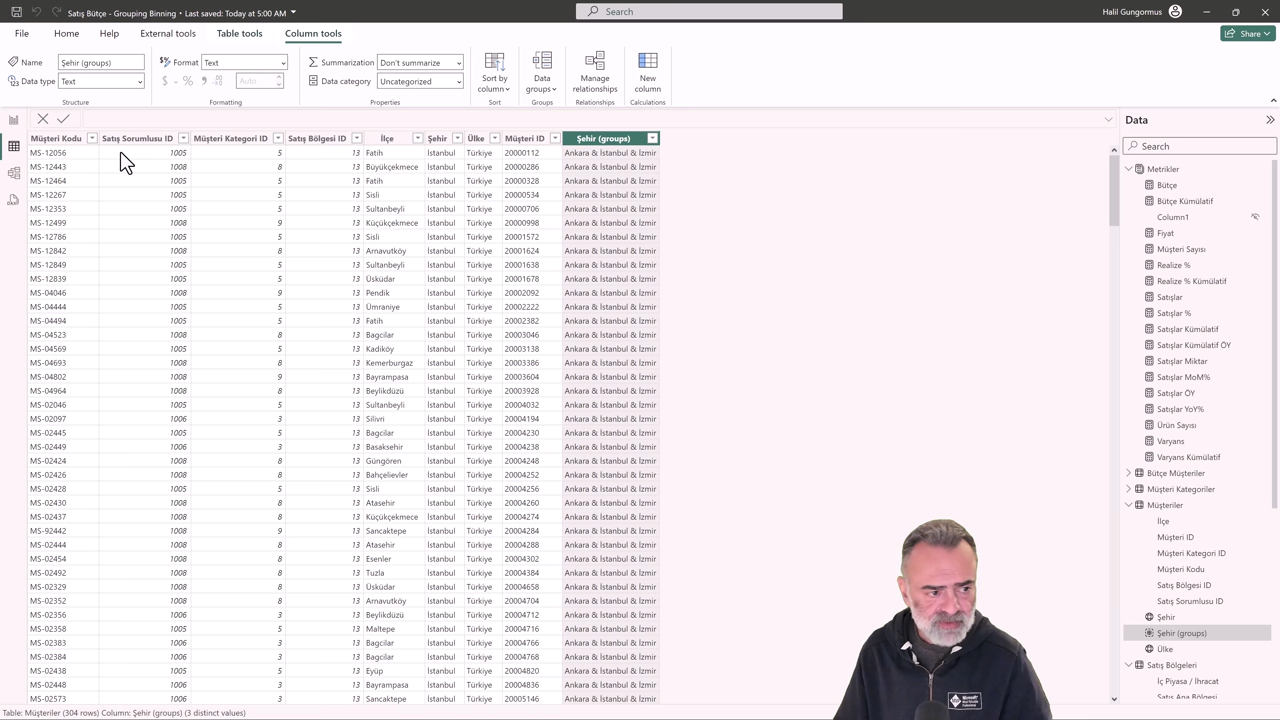 Satış Bütçe - Grouping Binning • Last saved: Today at 5:00 AM
Search
Halil Gungormus
File Home Help External tools Table tools Column tools
Share
Name Şehir (groups)
Data type Text
Structure
Format Text
$ % Auto
Formatting
Summarization Don't summarize
Data category Uncategorized
Properties
Sort by column
Sort
Data groups
Groups
Manage relationships
Relationships
New column
Calculations
Müşteri Kodu Satış Sorumlusu ID Müşteri Kategori ID Satış Bölgesi ID İlçe Şehir Ülke Müşteri ID Şehir (groups)
MS-12056 1005 5 13 Fatih İstanbul Türkiye 20000112 Ankara & İstanbul & İzmir
MS-12443 1008 8 13 Büyükçekmece İstanbul Türkiye 20000286 Ankara & İstanbul & İzmir
MS-12464 1005 5 13 Fatih İstanbul Türkiye 20000328 Ankara & İstanbul & İzmir
MS-12267 1005 5 13 Sisli İstanbul Türkiye 20000534 Ankara & İstanbul & İzmir
MS-12353 1005 5 13 Sultanbeyli İstanbul Türkiye 20000706 Ankara & İstanbul & İzmir
MS-12499 1008 9 13 Küçükçekmece İstanbul Türkiye 20000998 Ankara & İstanbul & İzmir
MS-12786 1005 5 13 Sisli İstanbul Türkiye 20001572 Ankara & İstanbul & İzmir
MS-12842 1008 8 13 Arnavutköy İstanbul Türkiye 20001624 Ankara & İstanbul & İzmir
MS-12849 1005 5 13 Sultanbeyli İstanbul Türkiye 20001638 Ankara & İstanbul & İzmir
MS-12839 1005 5 13 Üsküdar İstanbul Türkiye 20001678 Ankara & İstanbul & İzmir
MS-04046 1008 9 13 Pendik İstanbul Türkiye 20002092 Ankara & İstanbul & İzmir
MS-04444 1005 5 13 Ümraniye İstanbul Türkiye 20002222 Ankara & İstanbul & İzmir
MS-04494 1005 5 13 Fatih İstanbul Türkiye 20002382 Ankara & İstanbul & İzmir
MS-04523 1008 8 13 Bagcilar İstanbul Türkiye 20003046 Ankara & İstanbul & İzmir
MS-04569 1005 5 13 Kadiköy İstanbul Türkiye 20003138 Ankara & İstanbul & İzmir
MS-04693 1008 8 13 Kemerburgaz İstanbul Türkiye 20003386 Ankara & İstanbul & İzmir
MS-04802 1008 9 13 Bayrampasa İstanbul Türkiye 20003604 Ankara & İstanbul & İzmir
MS-04964 1008 8 13 Beylikdüzü İstanbul Türkiye 20003928 Ankara & İstanbul & İzmir
MS-02046 1005 5 13 Sultanbeyli İstanbul Türkiye 20004032 Ankara & İstanbul & İzmir
MS-02097 1006 3 13 Silivri İstanbul Türkiye 20004194 Ankara & İstanbul & İzmir
MS-02445 1005 5 13 Bagcilar İstanbul Türkiye 20004230 Ankara & İstanbul & İzmir
MS-02449 1006 3 13 Basaksehir İstanbul Türkiye 20004238 Ankara & İstanbul & İzmir
MS-02424 1008 8 13 Güngören İstanbul Türkiye 20004248 Ankara & İstanbul & İzmir
MS-02426 1008 8 13 Bahçelievler İstanbul Türkiye 20004252 Ankara & İstanbul & İzmir
MS-02428 1005 5 13 Sisli İstanbul Türkiye 20004256 Ankara & İstanbul & İzmir
MS-02430 1008 8 13 Atasehir İstanbul Türkiye 20004260 Ankara & İstanbul & İzmir
MS-02437 1008 8 13 Küçükçekmece İstanbul Türkiye 20004274 Ankara & İstanbul & İzmir
MS-92442 1008 9 13 Sancaktepe İstanbul Türkiye 20004284 Ankara & İstanbul & İzmir
MS-02444 1008 8 13 Atasehir İstanbul Türkiye 20004288 Ankara & İstanbul & İzmir
MS-02454 1008 8 13 Esenler İstanbul Türkiye 20004302 Ankara & İstanbul & İzmir
MS-02492 1008 8 13 Tuzla İstanbul Türkiye 20004384 Ankara & İstanbul & İzmir
MS-02329 1008 8 13 Üsküdar İstanbul Türkiye 20004658 Ankara & İstanbul & İzmir
MS-02352 1008 8 13 Arnavutköy İstanbul Türkiye 20004704 Ankara & İstanbul & İzmir
MS-02356 1006 3 13 Beylikdüzü İstanbul Türkiye 20004712 Ankara & İstanbul & İzmir
MS-02358 1005 5 13 Maltepe İstanbul Türkiye 20004716 Ankara & İstanbul & İzmir
MS-02383 1006 3 13 Bagcilar İstanbul Türkiye 20004766 Ankara & İstanbul & İzmir
MS-02384 1006 3 13 Bagcilar İstanbul Türkiye 20004768 Ankara & İstanbul & İzmir
MS-02438 1005 5 13 Eyüp İstanbul Türkiye 20004820 Ankara & İstanbul & İzmir
MS-02448 1006 3 13 Bayrampasa İstanbul Türkiye 20004836 Ankara & İstanbul & İzmir
MS-02573 1006 3 13 Sancaktepe İstanbul Türkiye 20005146 Ankara & İstanbul & İzmir
Table: Müşteriler (304 rows) Column: Şehir (groups) (3 distinct values)
Data
Search
Metrikler
Bütçe
Bütçe Kümülatif
Column1
Fiyat
Müşteri Sayısı
Realize %
Realize % Kümülatif
Satışlar
Satışlar %
Satışlar Kümülatif
Satışlar Kümülatif ÖY
Satışlar Miktar
Satışlar MoM%
Satışlar ÖY
Satışlar YoY%
Ürün Sayısı
Varyans
Varyans Kümülatif
Bütçe Müşteriler
Müşteri Kategoriler
Müşteriler
İlçe
Müşteri ID
Müşteri Kategori ID
Müşteri Kodu
Satış Bölgesi ID
Satış Sorumlusu ID
Şehir
Şehir (groups)
Ülke
Satış Bölgeleri
İç Piyasa / İhracat
Satış Ana Bölgesi